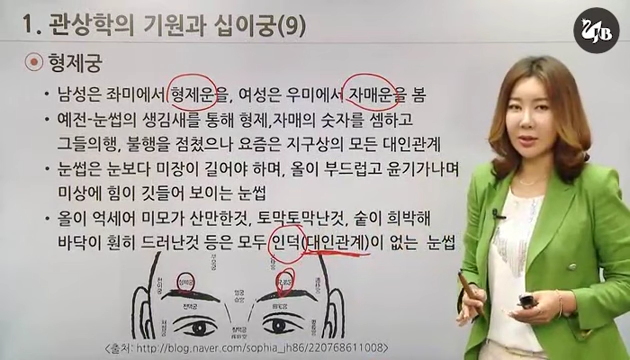 1. 관상학의 기원과 십이궁(9)
형제궁
• 남성은 좌미에서 형제운을, 여성은 우미에서 자매운을 봄
• 예전-눈썹의 생김새를 통해 형제,자매의 숫자를 셈하고
그들의행, 불행을 점쳤으나 요즘은 지구상의 모든 대인관계
• 눈썹은 눈보다 미장이 길어야 하며, 올이 부드럽고 윤기가나며
미상에 힘이 깃들어 보이는 눈썹
• 올이 억세어 미모가 산만한것, 토막토막난것, 숱이 희박해
바닥이 훤히 드러난것 등은 모두 인덕(대인관계)이 없는 눈썹
<출처: http://blog.naver.com/sophia_jh86/220768611008>